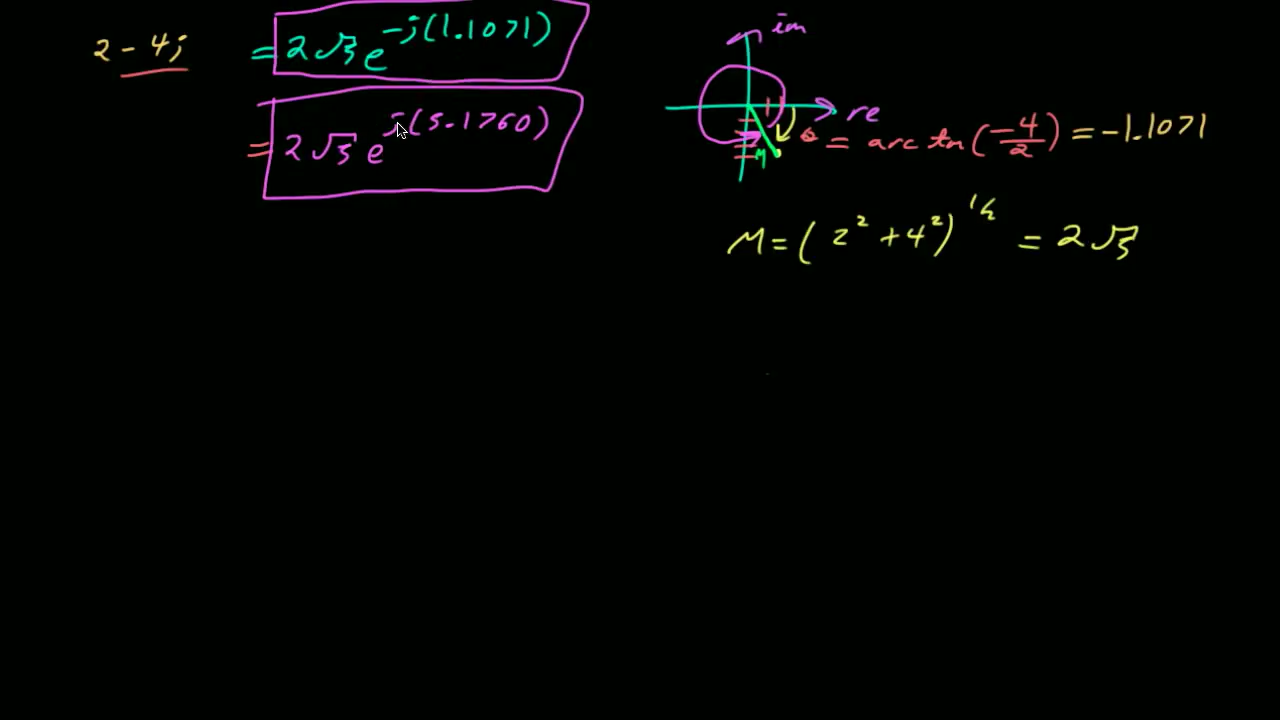 2 - 4j = 2√5 e^{-j(1.1071)}
= 2√5 e^{j(5.1760)}
im
re
θ = arc tn(-4/2) = -1.1071
M
M = (2² + 4²)^{1/2} = 2√5